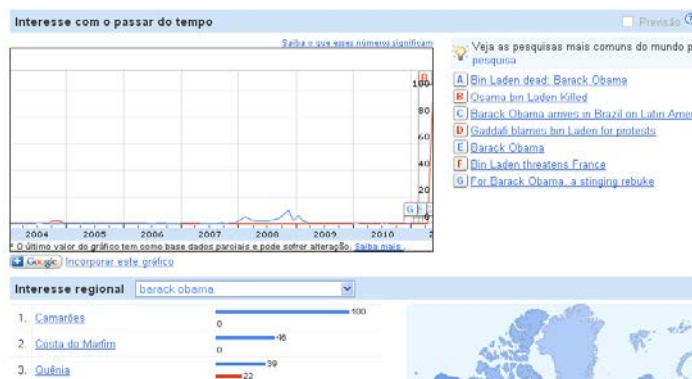 Interesse com o passar do tempo
Previsão
Saiba o que esses números significam
Veja as pesquisas mais comuns do mundo p
pesquisa
A Bin Laden dead: Barack Obama
B Osama bin Laden Killed
C Barack Obama arrives in Brazil on Latin Amer
D Gaddafi blames bin Laden for protests
E Barack Obama
F Bin Laden threatens France
G For Barack Obama, a stinging rebuke
B
100
80
60
40
20
0
G
2004 2005 2006 2007 2008 2009 2010 2
* O último valor do gráfico tem como base dados parciais e pode sofrer alteração. Saiba mais.
Google Incorporar este gráfico
Interesse regional barack obama
1. Camarões 100
0
2. Costa do Marfim 46
0
3. Quênia 39
22